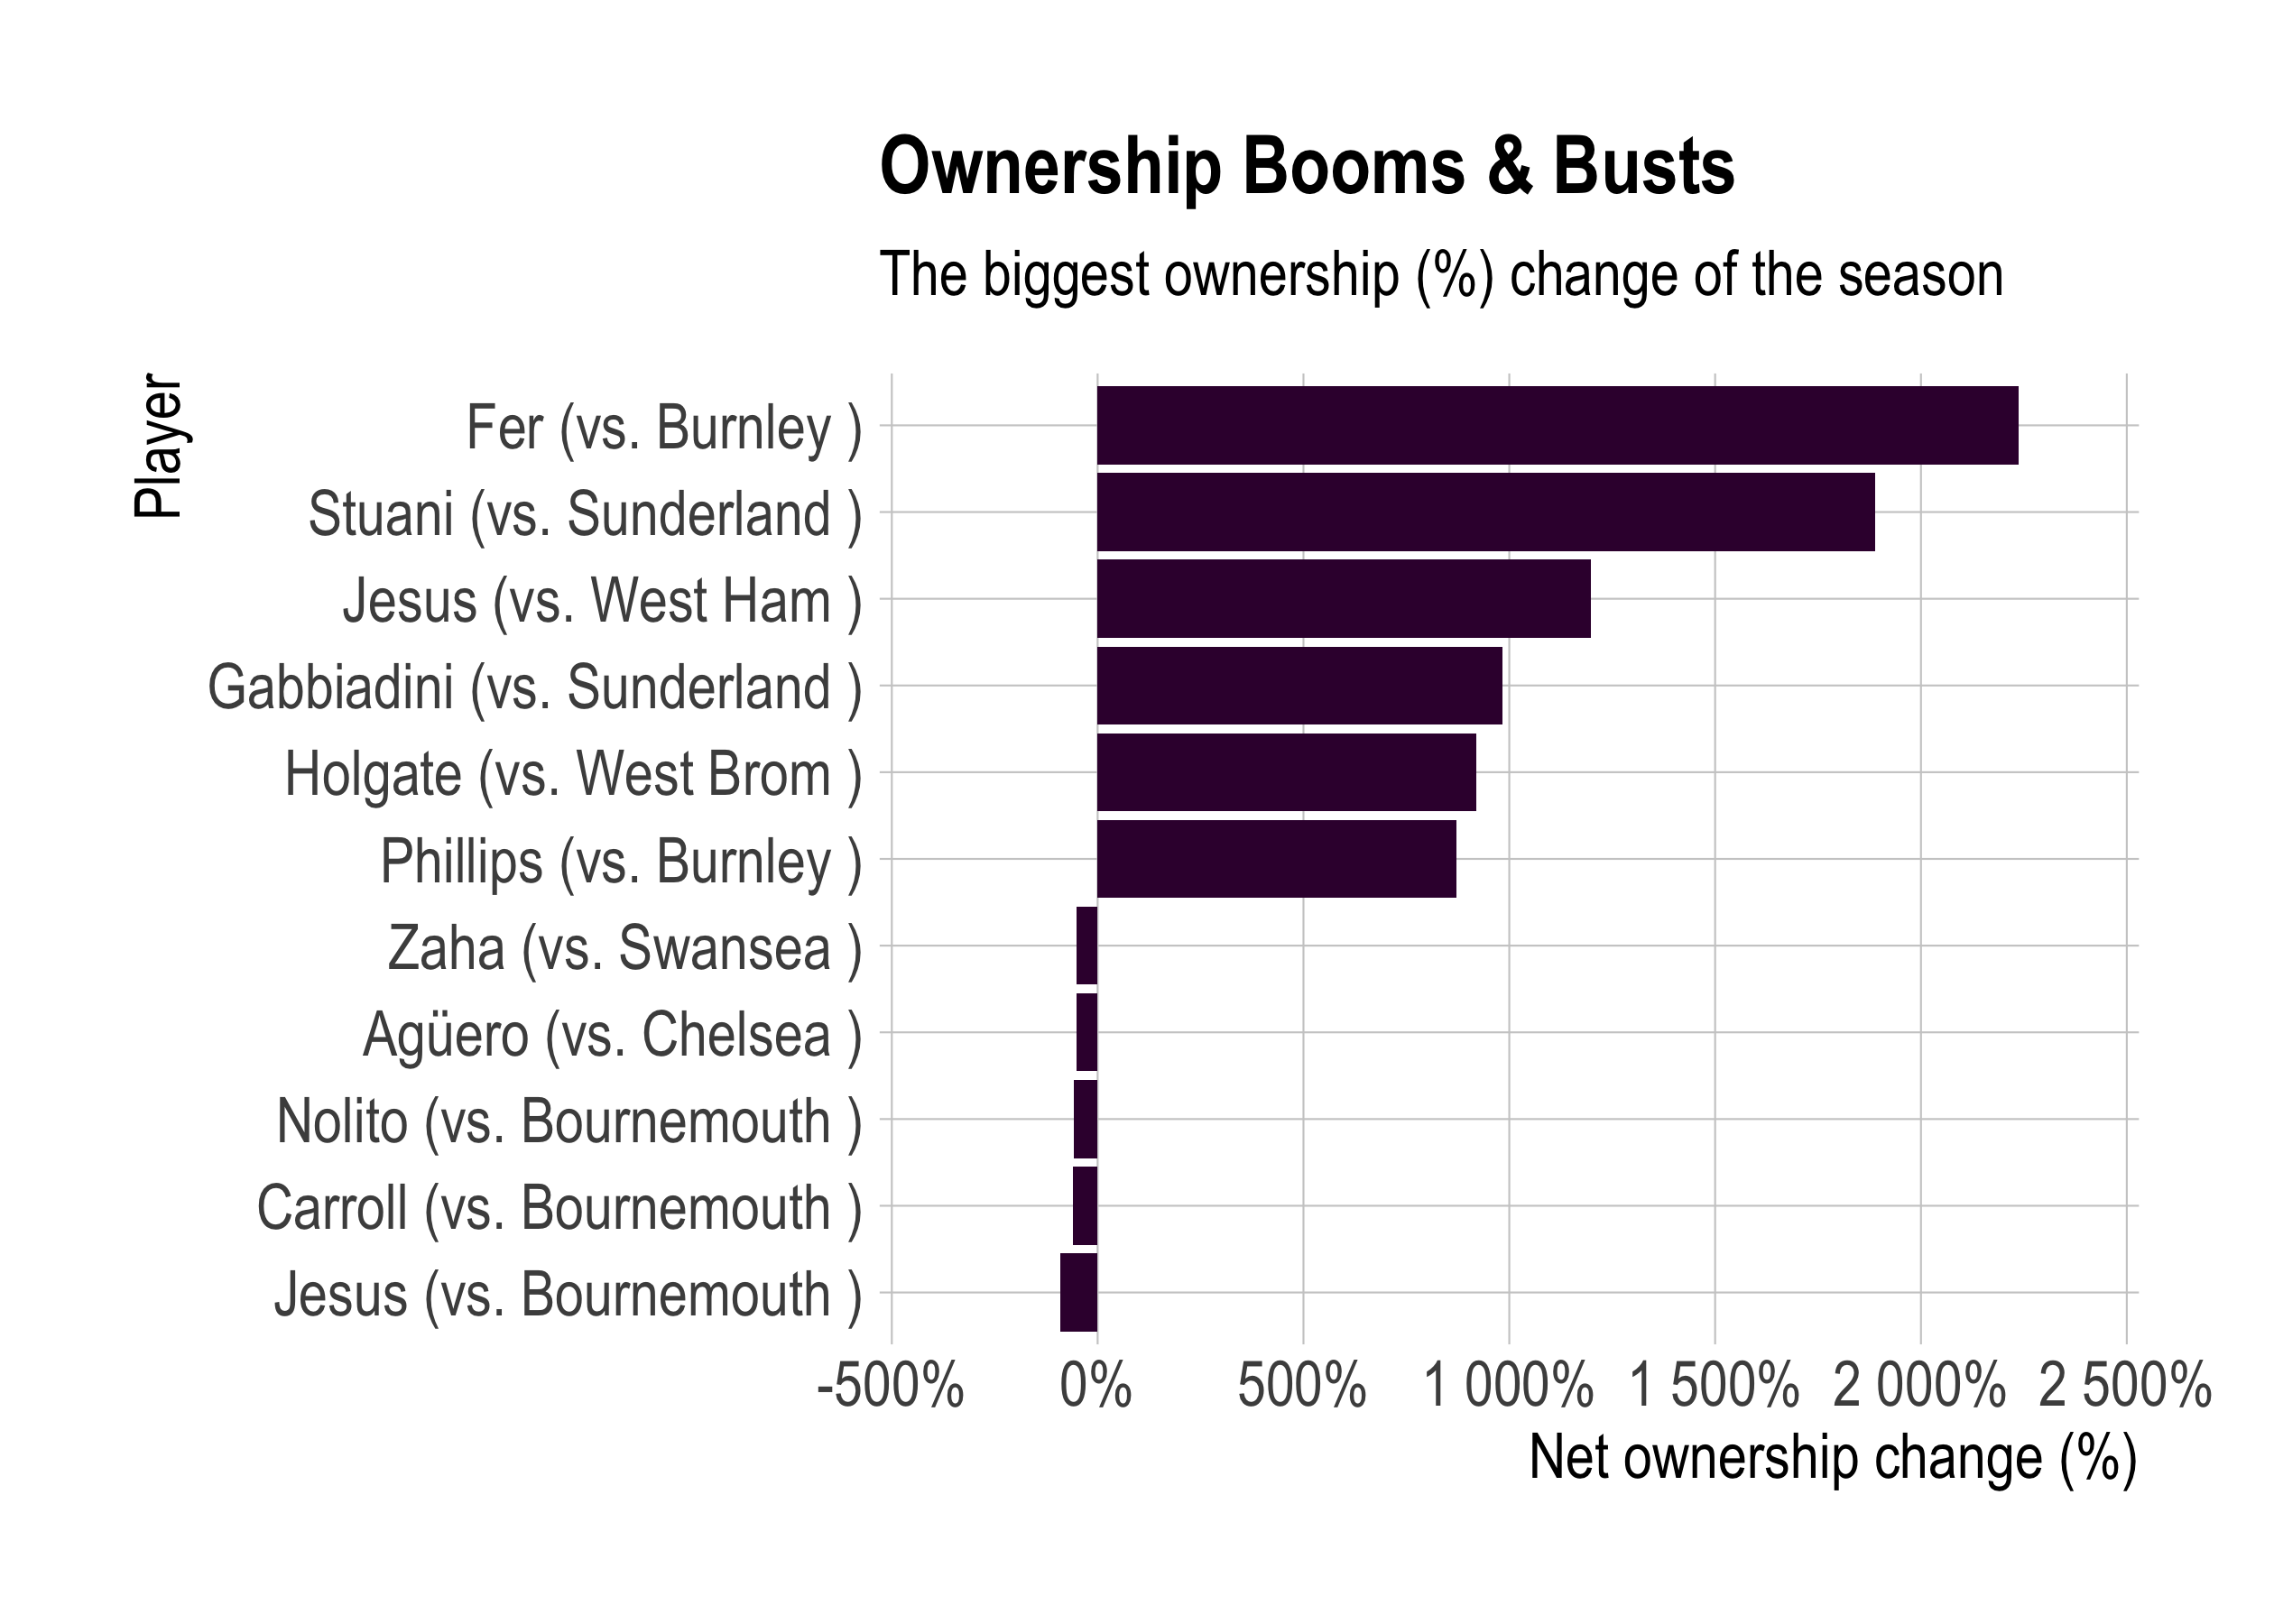 Ownership Booms & Busts
The biggest ownership (%) change of the season
Player
Fer (vs. Burnley )
Stuani (vs. Sunderland )
Jesus (vs. West Ham )
Gabbiadini (vs. Sunderland )
Holgate (vs. West Brom )
Phillips (vs. Burnley )
Zaha (vs. Swansea )
Agüero (vs. Chelsea )
Nolito (vs. Bournemouth )
Carroll (vs. Bournemouth )
Jesus (vs. Bournemouth )
-500% 0% 500% 1 000% 1 500% 2 000% 2 500%
Net ownership change (%)